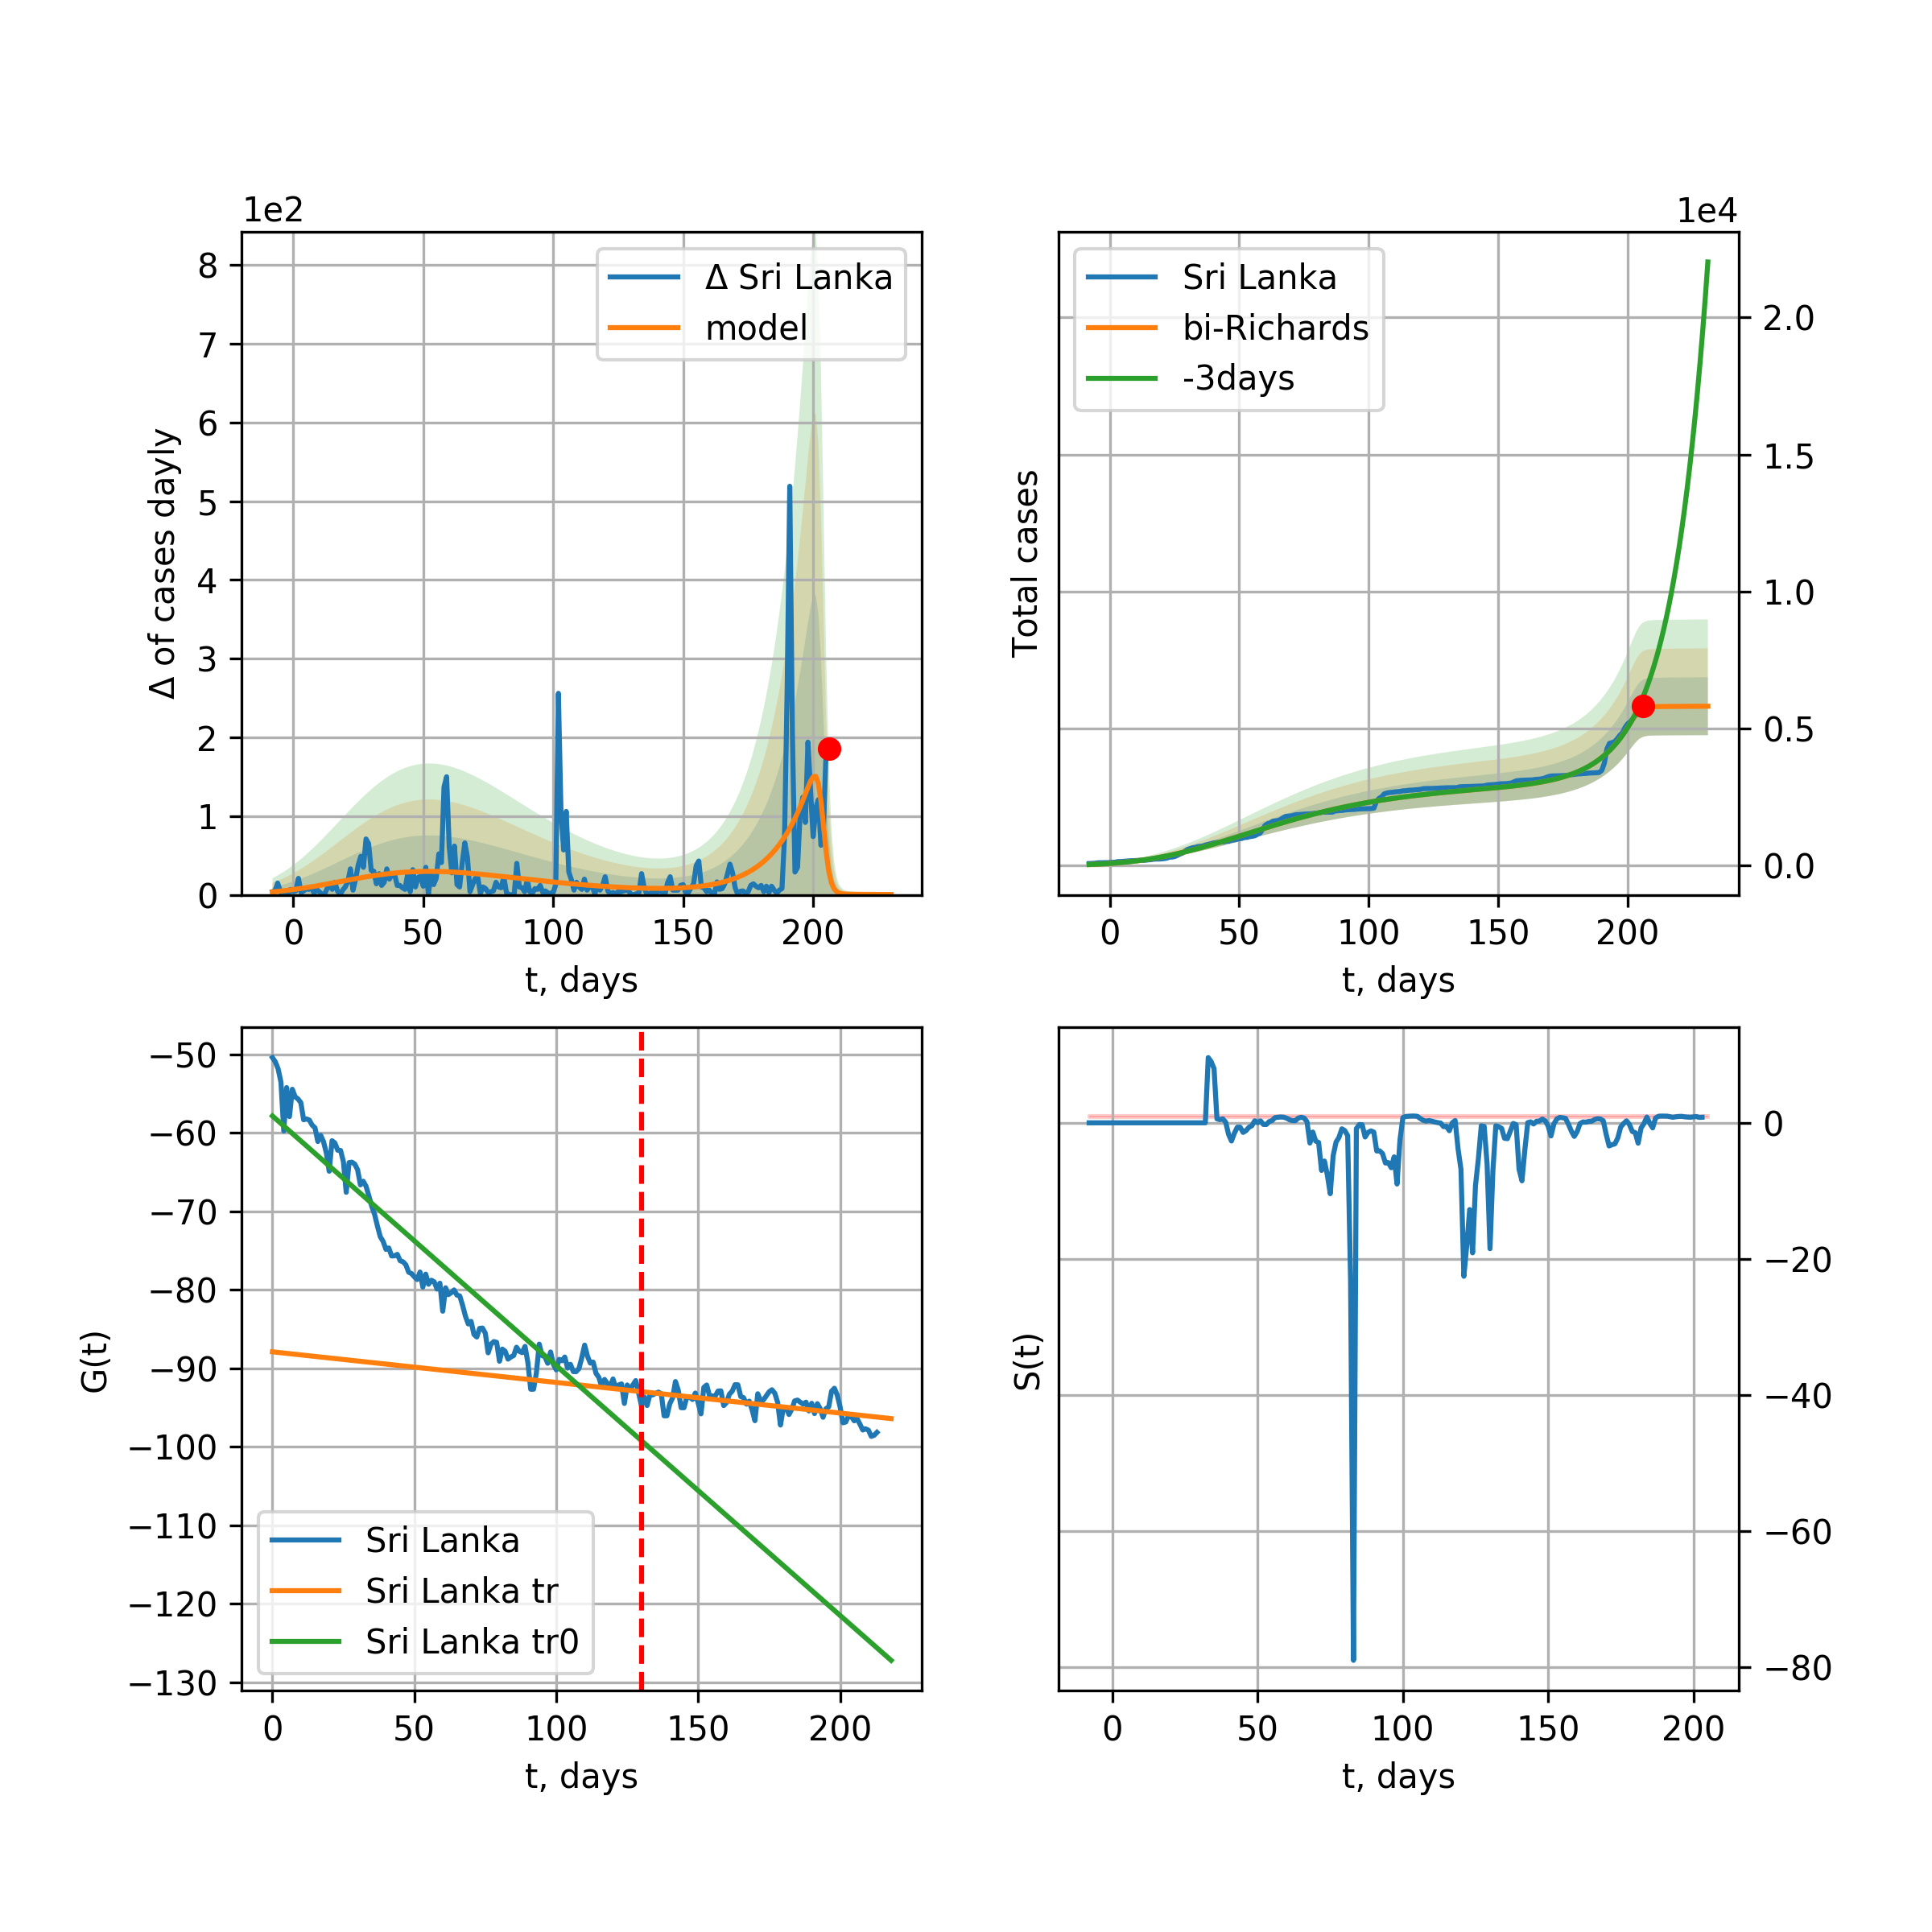 1e2
8
7
6
5
4
3
2
1
0
Δ of cases dayly
Δ Sri Lanka
model
0 50 100 150 200
t, days
1e4
Total cases
Sri Lanka
bi-Richards
-3days
2.0
1.5
1.0
0.5
0.0
0 50 100 150 200
t, days
−50
−60
−70
−80
−90
−100
−110
−120
−130
G(t)
Sri Lanka
Sri Lanka tr
Sri Lanka tr0
0 50 100 150 200
t, days
S(t)
0
−20
−40
−60
−80
0 50 100 150 200
t, days